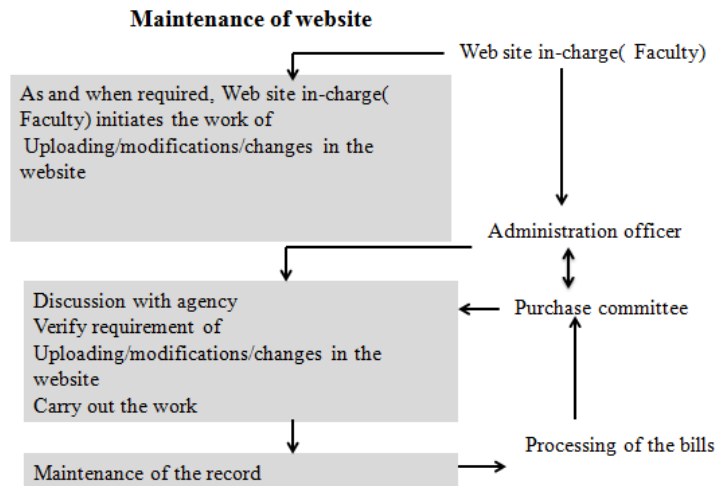 Maintenance of website
Web site in-charge( Faculty)
As and when required, Web site in-charge(
Faculty) initiates the work of
Uploading/modifications/changes in the
website
Administration officer
Discussion with agency
Verify requirement of
Uploading/modifications/changes in the
website
Carry out the work
Purchase committee
Processing of the bills
Maintenance of the record